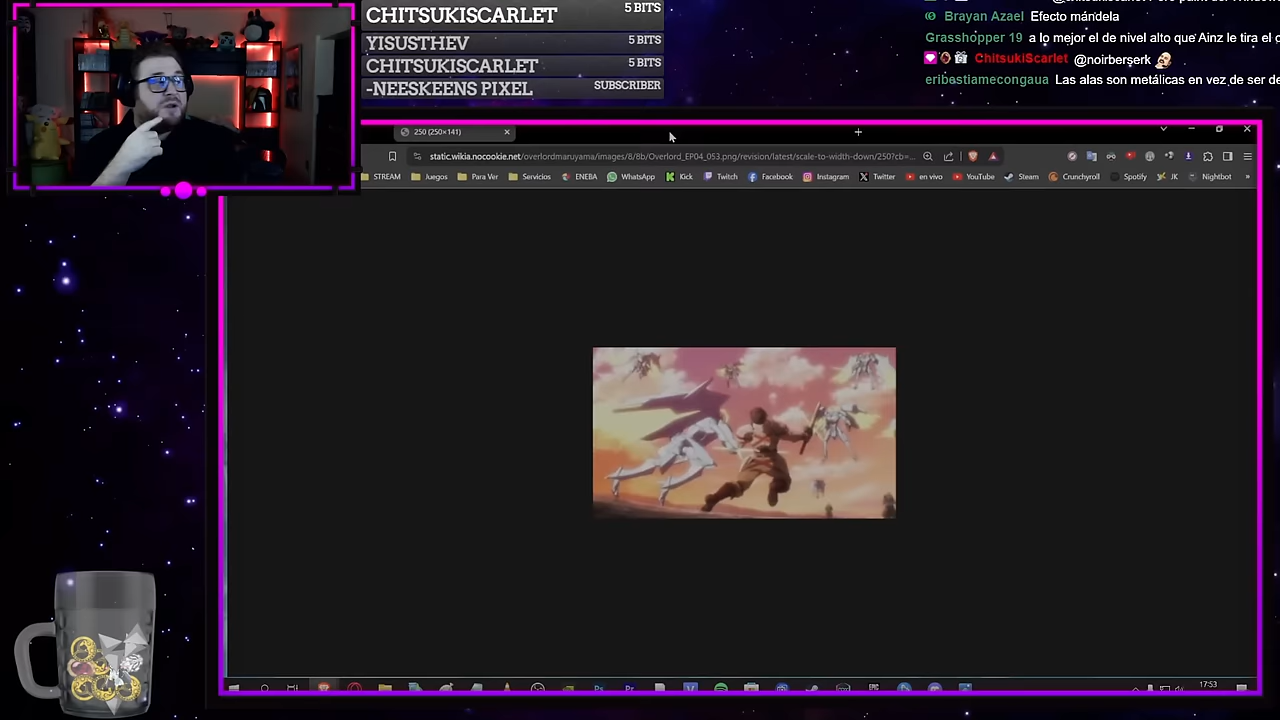 CHITSUKISCARLET 5 BITS
YISUSTHEV 5 BITS
CHITSUKISCARLET 5 BITS
-NEESKEENS PIXEL SUBSCRIBER
Brayan Azael Efecto mándela
Grasshopper 19 a lo mejor el de nivel alto que Ainz le tira el
ChitsukiScarlet @noirberserk
eribestiamecongaua Las alas son metálicas en vez de ser de
250 (250×141)
static.wikia.nocookie.net/overlordmaruyama/images/8/8b/Overlord_EP04_053.png/revision/latest/scale-to-width-down/250?cb=...
STREAM Juegos Para Ver Servicios ENEBA WhatsApp Kick Twitch Facebook Instagram Twitter en vivo YouTube Steam Crunchyroll Spotify JK Nightbot »
17:53